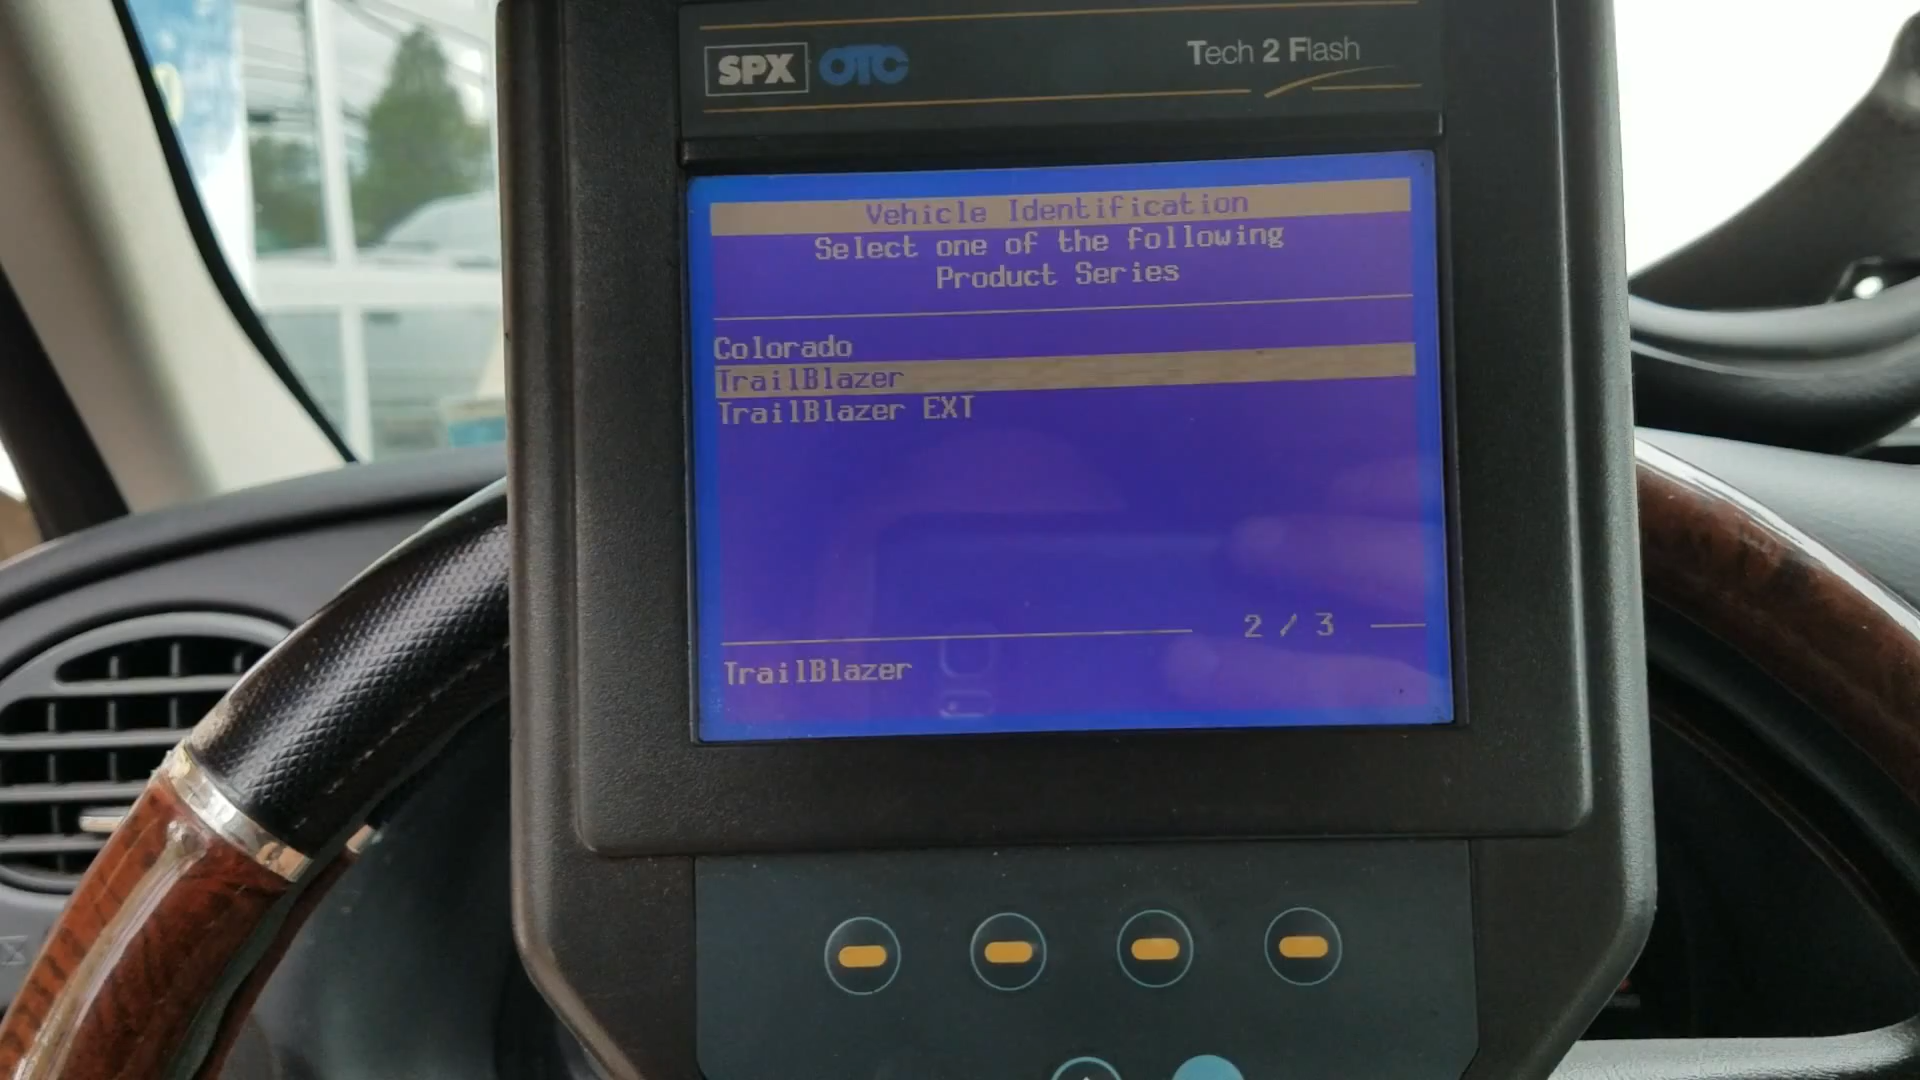 SPX OTC
Tech 2 Flash
Vehicle Identification
Select one of the following
Product Series
Colorado
TrailBlazer
TrailBlazer EXT
2 / 3
TrailBlazer